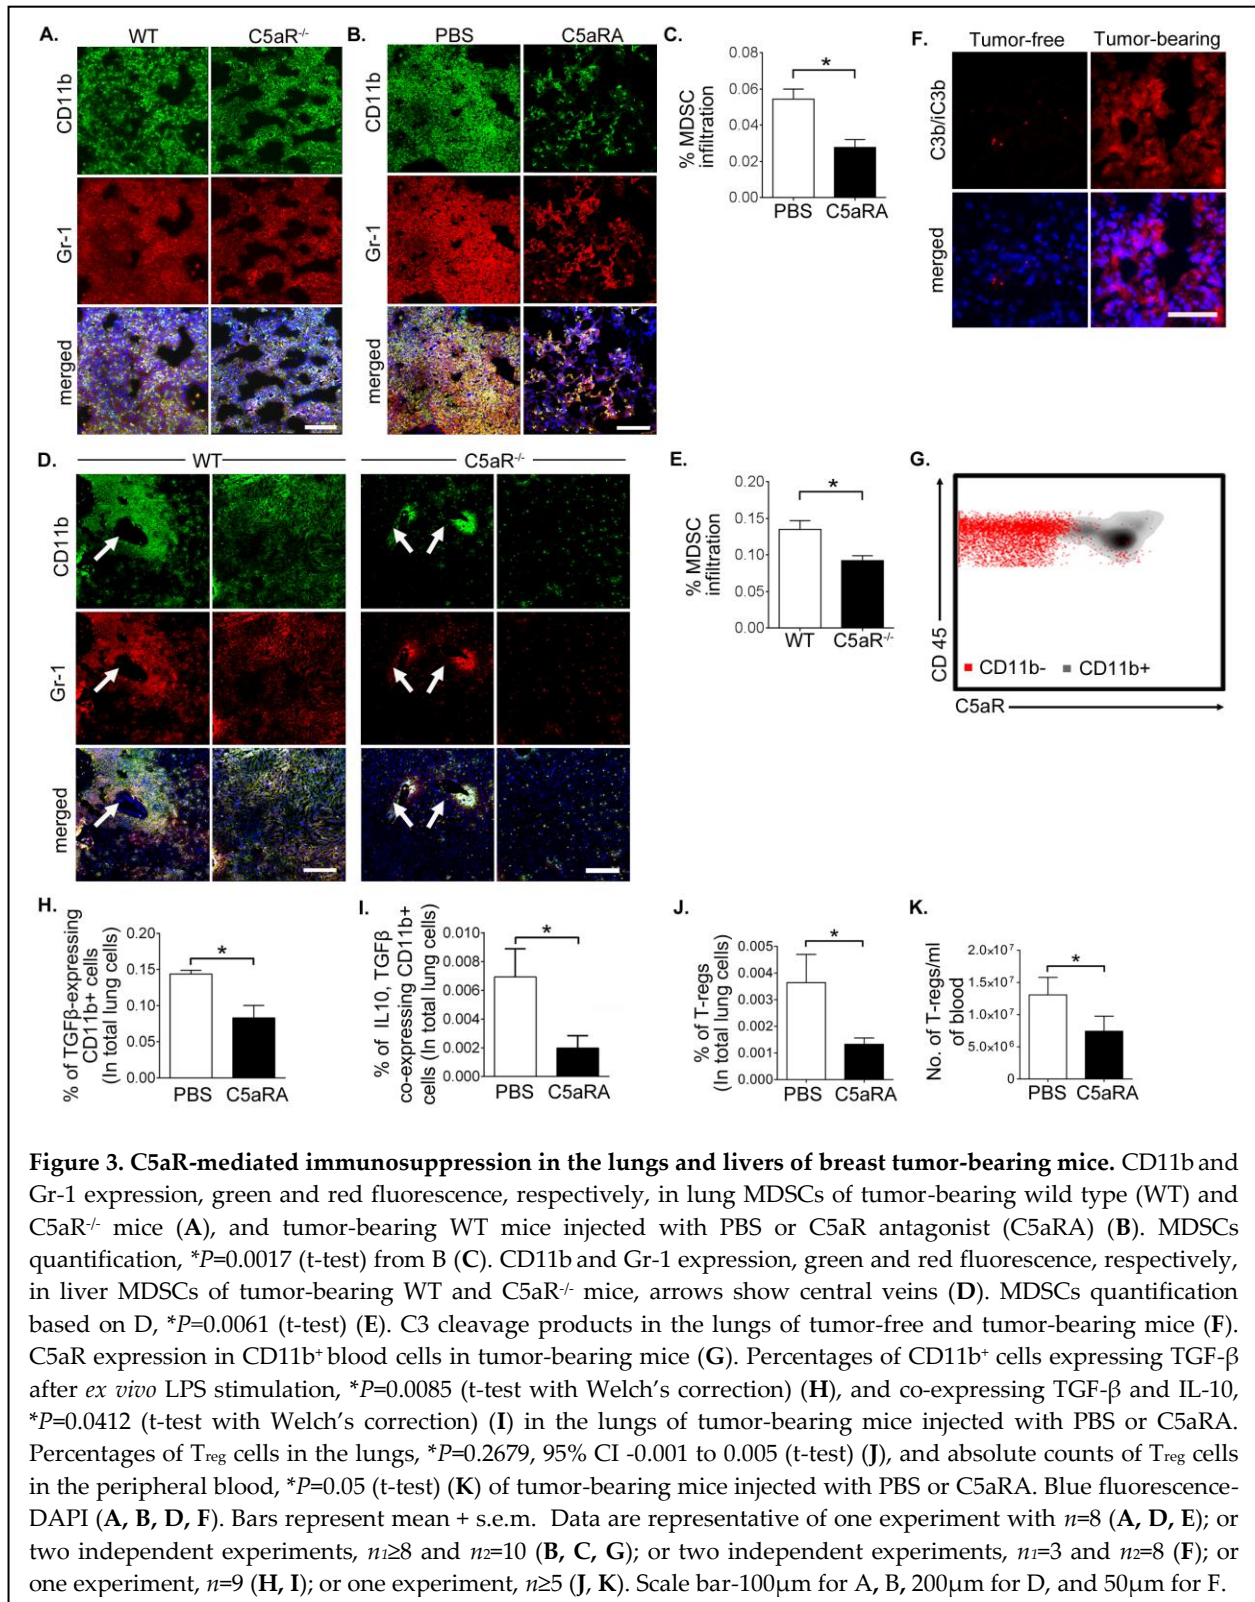 A.
WT
C5aR-/-
B.
PBS
C5aRA
CD11b
Gr-1
merged
CD11b
Gr-1
merged
C.
% MDSC
infiltration
0.06
0.04
0.02
0.00
*
PBS
C5aRA
F.
Tumor-free
Tumor-bearing
C3b/iC3b
merged
D.
WT
C5aR-/-
CD11b
Gr-1
merged
E.
% MDSC
infiltration
0.20
0.15
0.10
0.05
0.00
*
WT
C5aR-/-
G.
CD 45
CD11b-
CD11b+
C5aR
H.
% of TGFβ-expressing
CD11b+ cells
(In total lung cells)
0.20
0.15
0.10
0.05
0.00
*
PBS
C5aRA
I.
% of IL10, TGFβ
co-expressing CD11b+
cells (In total lung cells)
0.010
0.008
0.006
0.004
0.002
0.000
*
PBS
C5aRA
J.
% of T-regs
(In total lung cells)
0.005
0.004
0.003
0.002
0.001
0.000
*
PBS
C5aRA
K.
No. of T-regs/ml
of blood
2.0×10⁷
1.5×10⁷
1.0×10⁷
5.0×10⁶
0
*
PBS
C5aRA
Figure 3. C5aR-mediated immunosuppression in the lungs and livers of breast tumor-bearing mice. CD11b and
Gr-1 expression, green and red fluorescence, respectively, in lung MDSCs of tumor-bearing wild type (WT) and
C5aR-/- mice (A), and tumor-bearing WT mice injected with PBS or C5aR antagonist (C5aRA) (B). MDSCs
quantification, *P=0.0017 (t-test) from B (C). CD11b and Gr-1 expression, green and red fluorescence, respectively,
in liver MDSCs of tumor-bearing WT and C5aR-/- mice, arrows show central veins (D). MDSCs quantification
based on D, *P=0.0061 (t-test) (E). C3 cleavage products in the lungs of tumor-free and tumor-bearing mice (F).
C5aR expression in CD11b+ blood cells in tumor-bearing mice (G). Percentages of CD11b+ cells expressing TGF-β
after ex vivo LPS stimulation, *P=0.0085 (t-test with Welch’s correction) (H), and co-expressing TGF-β and IL-10,
*P=0.0412 (t-test with Welch’s correction) (I) in the lungs of tumor-bearing mice injected with PBS or C5aRA.
Percentages of Treg cells in the lungs, *P=0.2679, 95% CI -0.001 to 0.005 (t-test) (J), and absolute counts of Treg cells
in the peripheral blood, *P=0.05 (t-test) (K) of tumor-bearing mice injected with PBS or C5aRA. Blue fluorescence-
DAPI (A, B, D, F). Bars represent mean + s.e.m. Data are representative of one experiment with n=8 (A, D, E); or
two independent experiments, n1≥8 and n2=10 (B, C, G); or two independent experiments, n1=3 and n2=8 (F); or
one experiment, n=9 (H, I); or one experiment, n≥5 (J, K). Scale bar-100µm for A, B, 200µm for D, and 50µm for F.